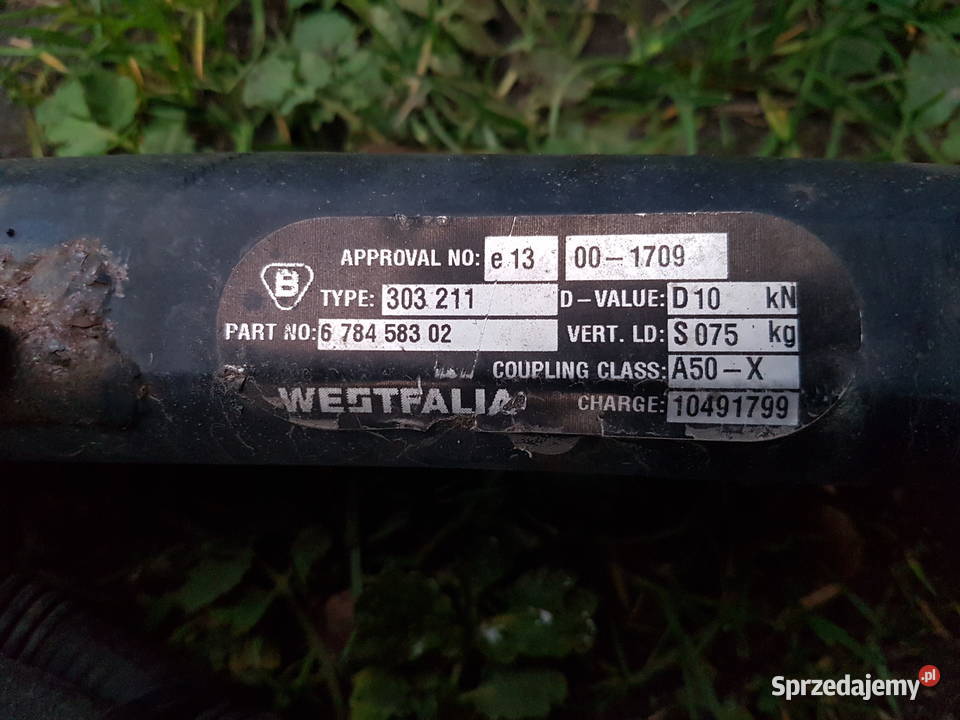 APPROVAL NO: e 13 00-1709
B TYPE: 303 211 D-VALUE: D10 kN
PART NO: 6 784 583 02 VERT. LD: S 075 kg
COUPLING CLASS: A50-X
WESTFALIA CHARGE: 10491799
Sprzedajemy.pl